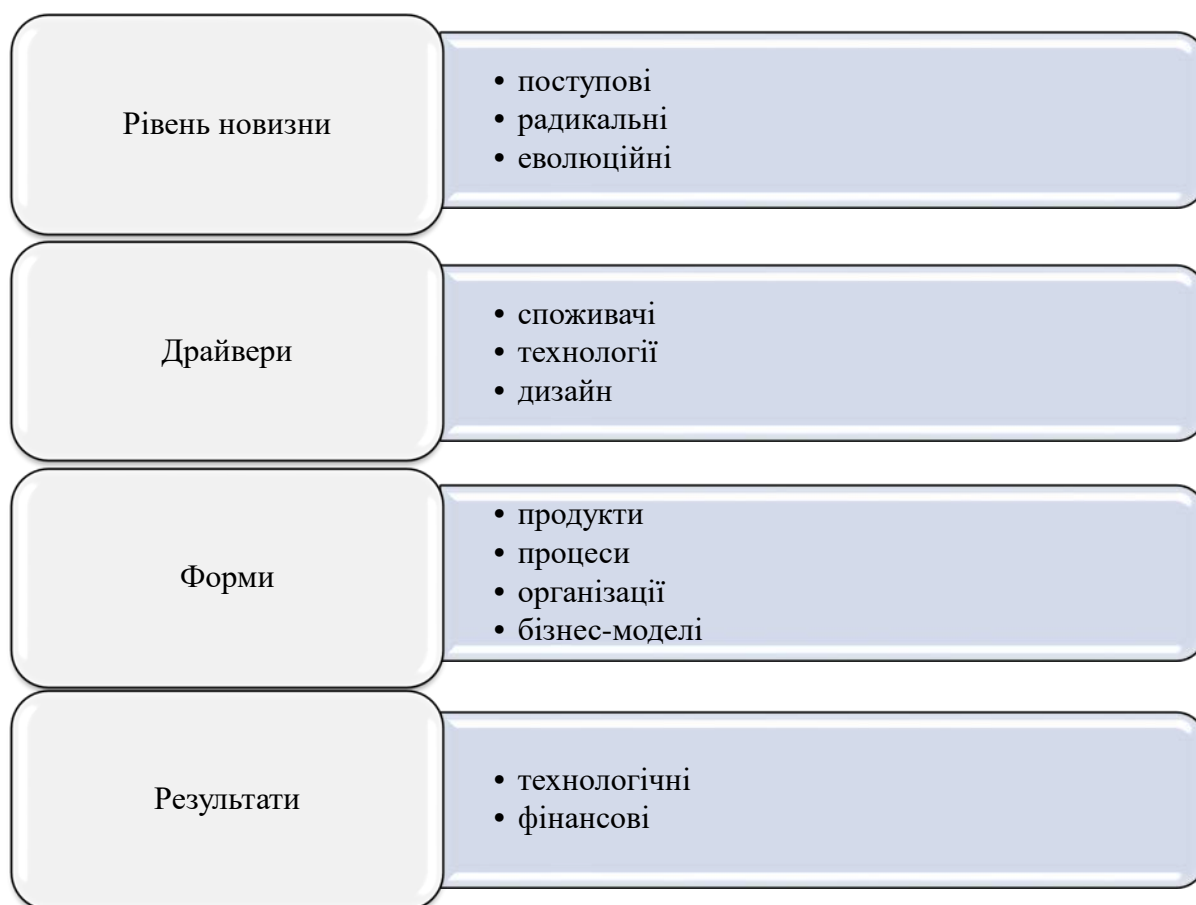 Рівень новизни
• поступові
• радикальні
• еволюційні
Драйвери
• споживачі
• технології
• дизайн
Форми
• продукти
• процеси
• організації
• бізнес-моделі
Результати
• технологічні
• фінансові